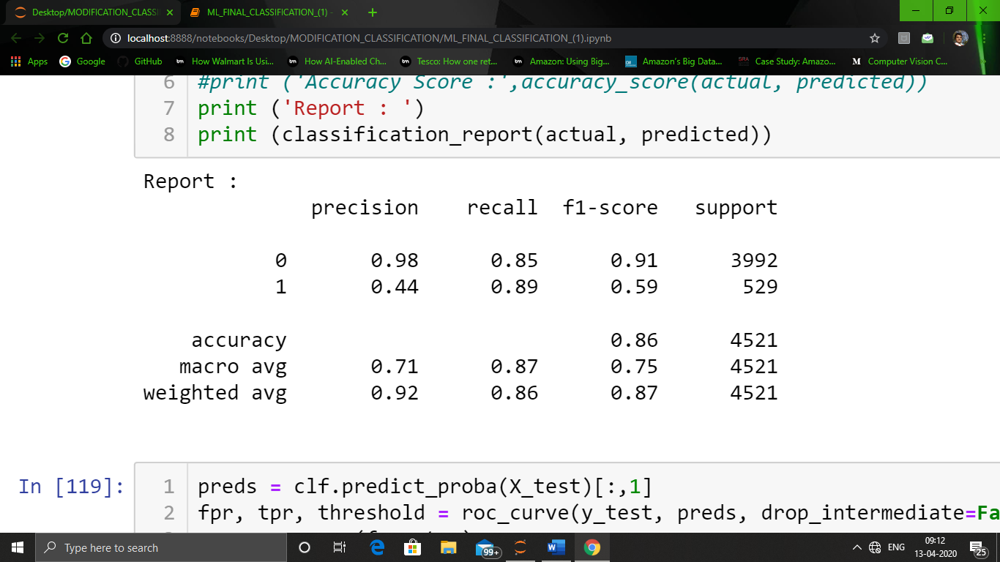 Desktop/MODIFICATION_CLASSI
ML_FINAL_CLASSIFICATION_(1) -
localhost:8888/notebooks/Desktop/MODIFICATION_CLASSIFICATION/ML_FINAL_CLASSIFICATION_(1).ipynb
Apps Google GitHub bm How Walmart Is Usi... bm How AI-Enabled Ch... bm Tesco: How one ret... bm Amazon: Using Big... Amazon's Big Data... SRA Case Study: Amazo... M Computer Vision C...
6 #print ('Accuracy Score :',accuracy_score(actual, predicted))
7 print ('Report : ')
8 print (classification_report(actual, predicted))
Report :
precision recall f1-score support
0 0.98 0.85 0.91 3992
1 0.44 0.89 0.59 529
accuracy 0.86 4521
macro avg 0.71 0.87 0.75 4521
weighted avg 0.92 0.86 0.87 4521
In [119]: 1 preds = clf.predict_proba(X_test)[:,1]
2 fpr, tpr, threshold = roc_curve(y_test, preds, drop_intermediate=Fa
Type here to search
99+
ENG
09:12
13-04-2020
25